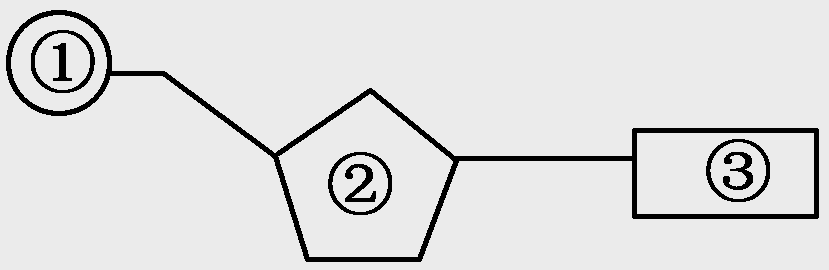 ①
②
③